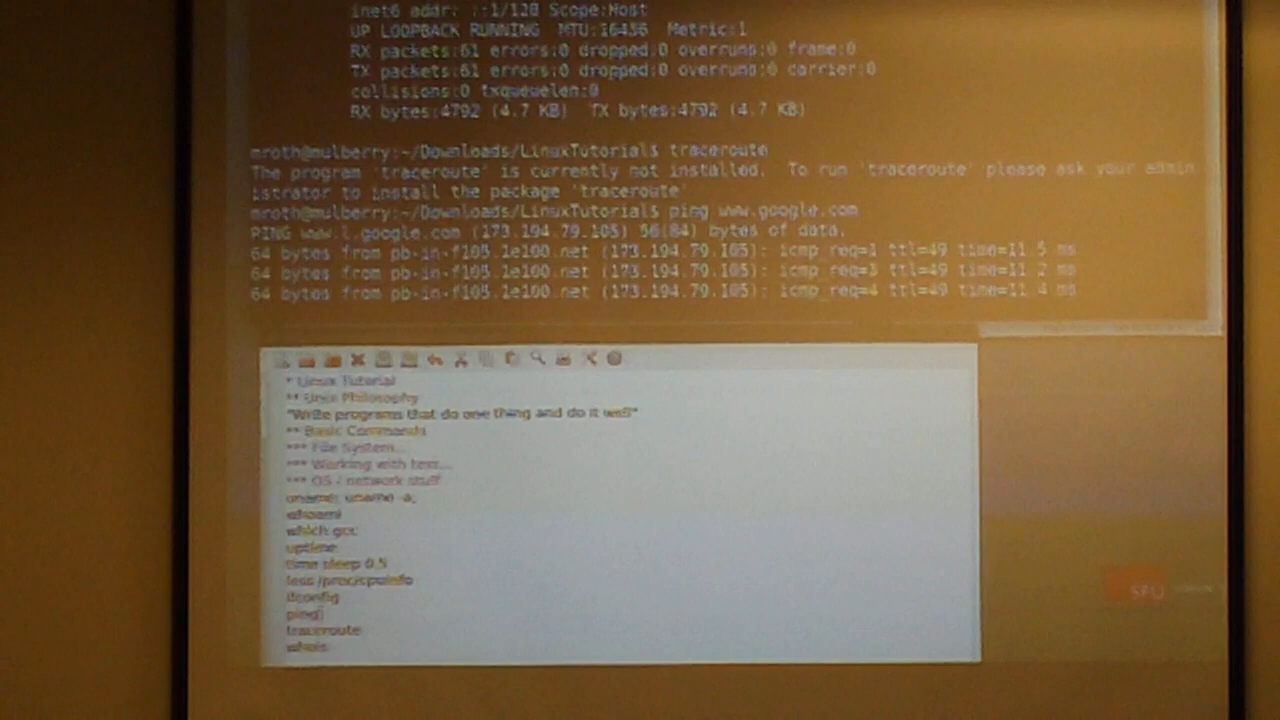 inet6 addr: ::1/128 Scope:Host
UP LOOPBACK RUNNING  MTU:16436  Metric:1
RX packets:61 errors:0 dropped:0 overruns:0 frame:0
TX packets:61 errors:0 dropped:0 overruns:0 carrier:0
collisions:0 txqueuelen:0
RX bytes:4792 (4.7 KB)  TX bytes:4792 (4.7 KB)
mroth@mulberry:~/Downloads/LinuxTutorial$ traceroute
The program 'traceroute' is currently not installed.  To run 'traceroute' please ask your admin
istrator to install the package 'traceroute'
mroth@mulberry:~/Downloads/LinuxTutorial$ ping www.google.com
PING www.l.google.com (173.194.79.105) 56(84) bytes of data.
64 bytes from pb-in-f105.1e100.net (173.194.79.105): icmp_req=1 ttl=49 time=11.5 ms
64 bytes from pb-in-f105.1e100.net (173.194.79.105): icmp_req=3 ttl=49 time=11.2 ms
64 bytes from pb-in-f105.1e100.net (173.194.79.105): icmp_req=4 ttl=49 time=11.4 ms
* Linux Tutorial
** Unix Philosophy
"Write programs that do one thing and do it well"
** Basic Commands
*** File System...
*** Working with text...
*** OS / network stuff
uname; uname -a;
whoami
which gcc
uptime
time sleep 0.5
less /proc/cpuinfo
ifconfig
ping
traceroute
whois